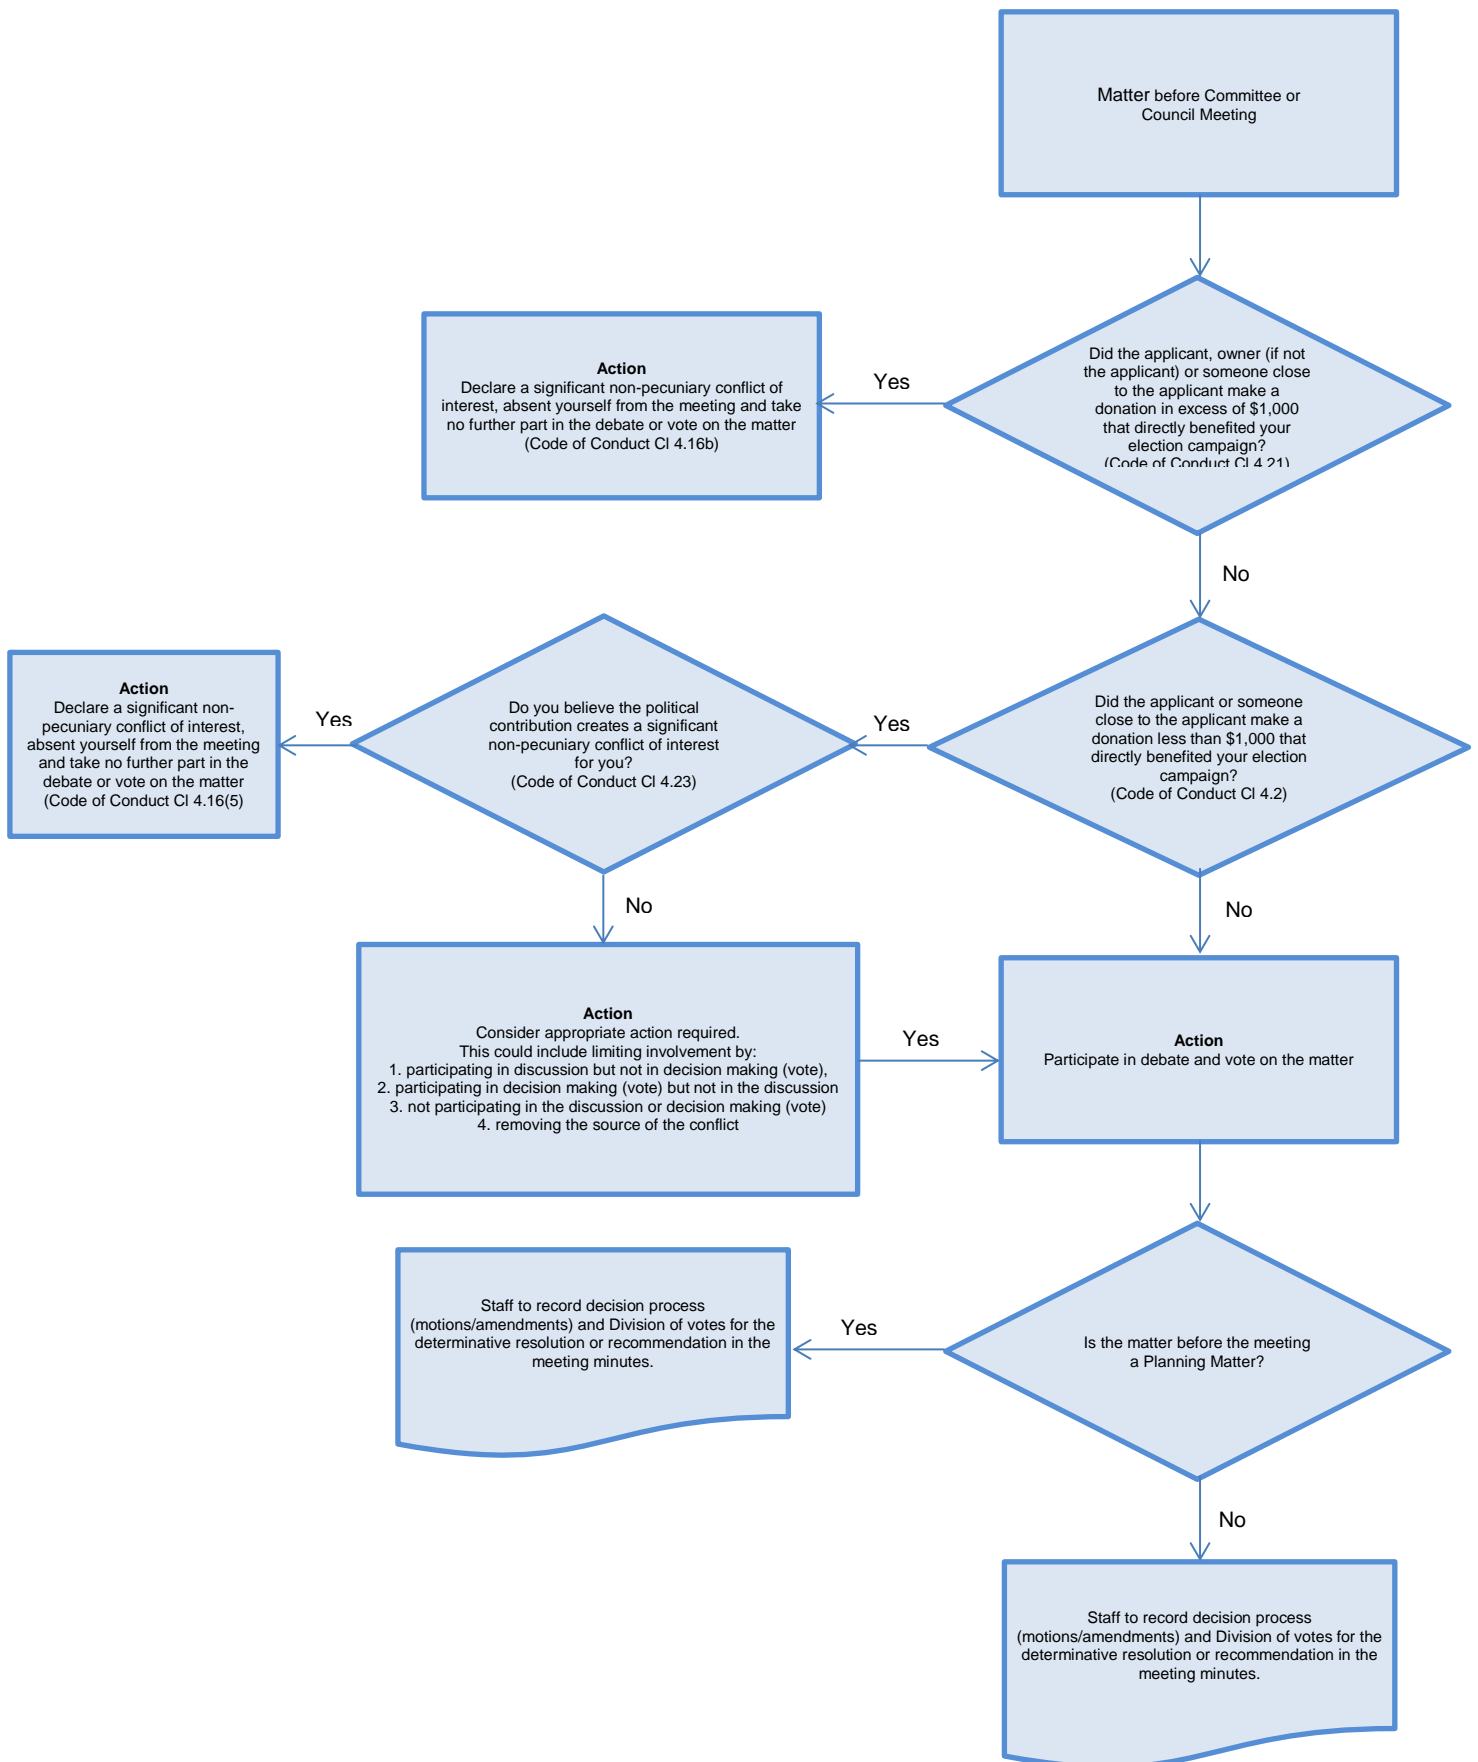 Matter before Committee or
Council Meeting
Did the applicant, owner (if not
the applicant) or someone close
to the applicant make a
donation in excess of $1,000
that directly benefited your
election campaign?
(Code of Conduct Cl 4.21)
Yes
Action
Declare a significant non-pecuniary conflict of
interest, absent yourself from the meeting and take
no further part in the debate or vote on the matter
(Code of Conduct Cl 4.16b)
No
Did the applicant or someone
close to the applicant make a
donation less than $1,000 that
directly benefited your election
campaign?
(Code of Conduct Cl 4.2)
Yes
Do you believe the political
contribution creates a significant
non-pecuniary conflict of interest
for you?
(Code of Conduct Cl 4.23)
Yes
Action
Declare a significant non-
pecuniary conflict of interest,
absent yourself from the meeting
and take no further part in the
debate or vote on the matter
(Code of Conduct Cl 4.16(5)
No
No
Action
Consider appropriate action required.
This could include limiting involvement by:
1. participating in discussion but not in decision making (vote),
2. participating in decision making (vote) but not in the discussion
3. not participating in the discussion or decision making (vote)
4. removing the source of the conflict
Yes
Action
Participate in debate and vote on the matter
Is the matter before the meeting
a Planning Matter?
Yes
Staff to record decision process
(motions/amendments) and Division of votes for the
determinative resolution or recommendation in the
meeting minutes.
No
Staff to record decision process
(motions/amendments) and Division of votes for the
determinative resolution or recommendation in the
meeting minutes.